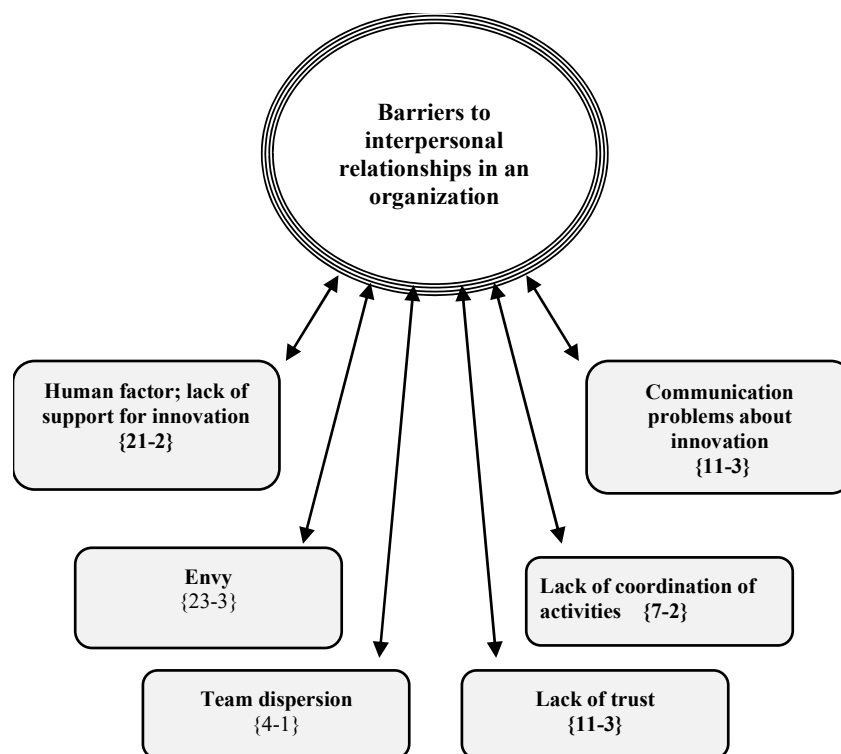 Barriers to
interpersonal
relationships in an
organization
Human factor; lack of
support for innovation
{21-2}
Communication
problems about
innovation
{11-3}
Envy
{23-3}
Lack of coordination of
activities {7-2}
Team dispersion
{4-1}
Lack of trust
{11-3}